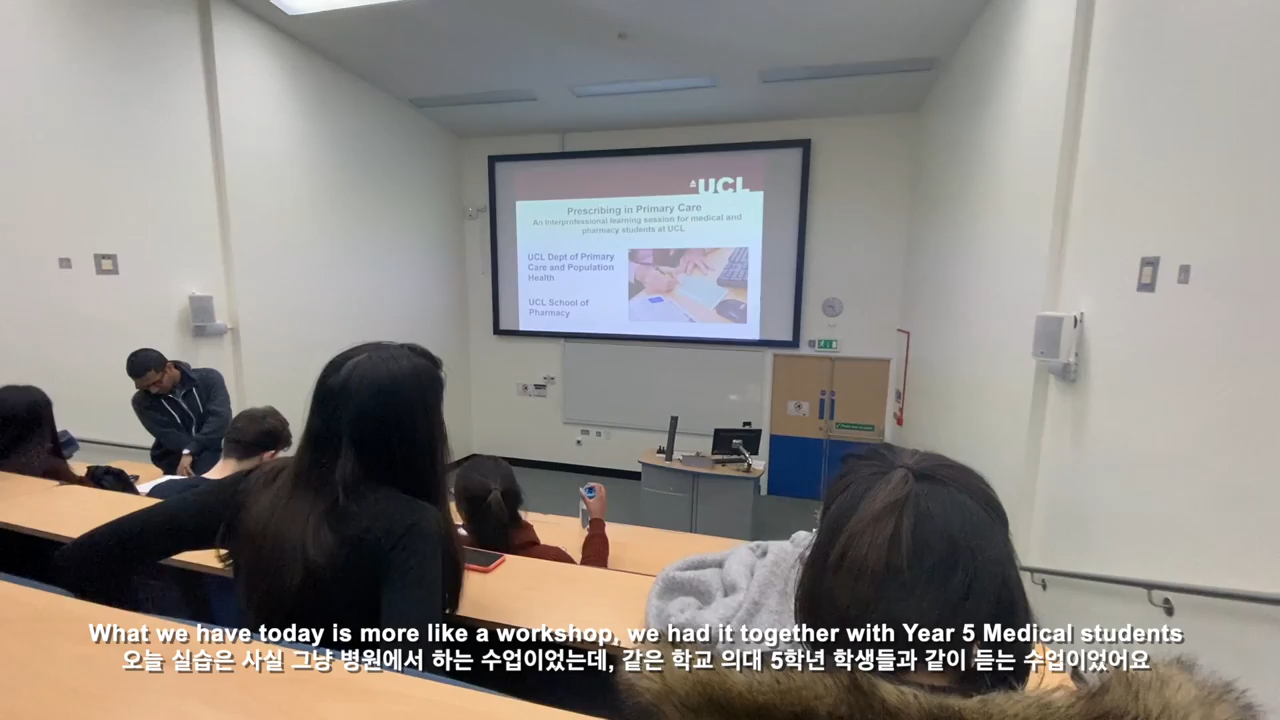 UCL
Prescribing in Primary Care
An Interprofessional learning session for medical and
pharmacy students at UCL
UCL Dept of Primary
Care and Population
Health
UCL School of
Pharmacy
What we have today is more like a workshop, we had it together with Year 5 Medical students
오늘 실습은 사실 그냥 병원에서 하는 수업이었는데, 같은 학교 의대 5학년 학생들과 같이 듣는 수업이었어요